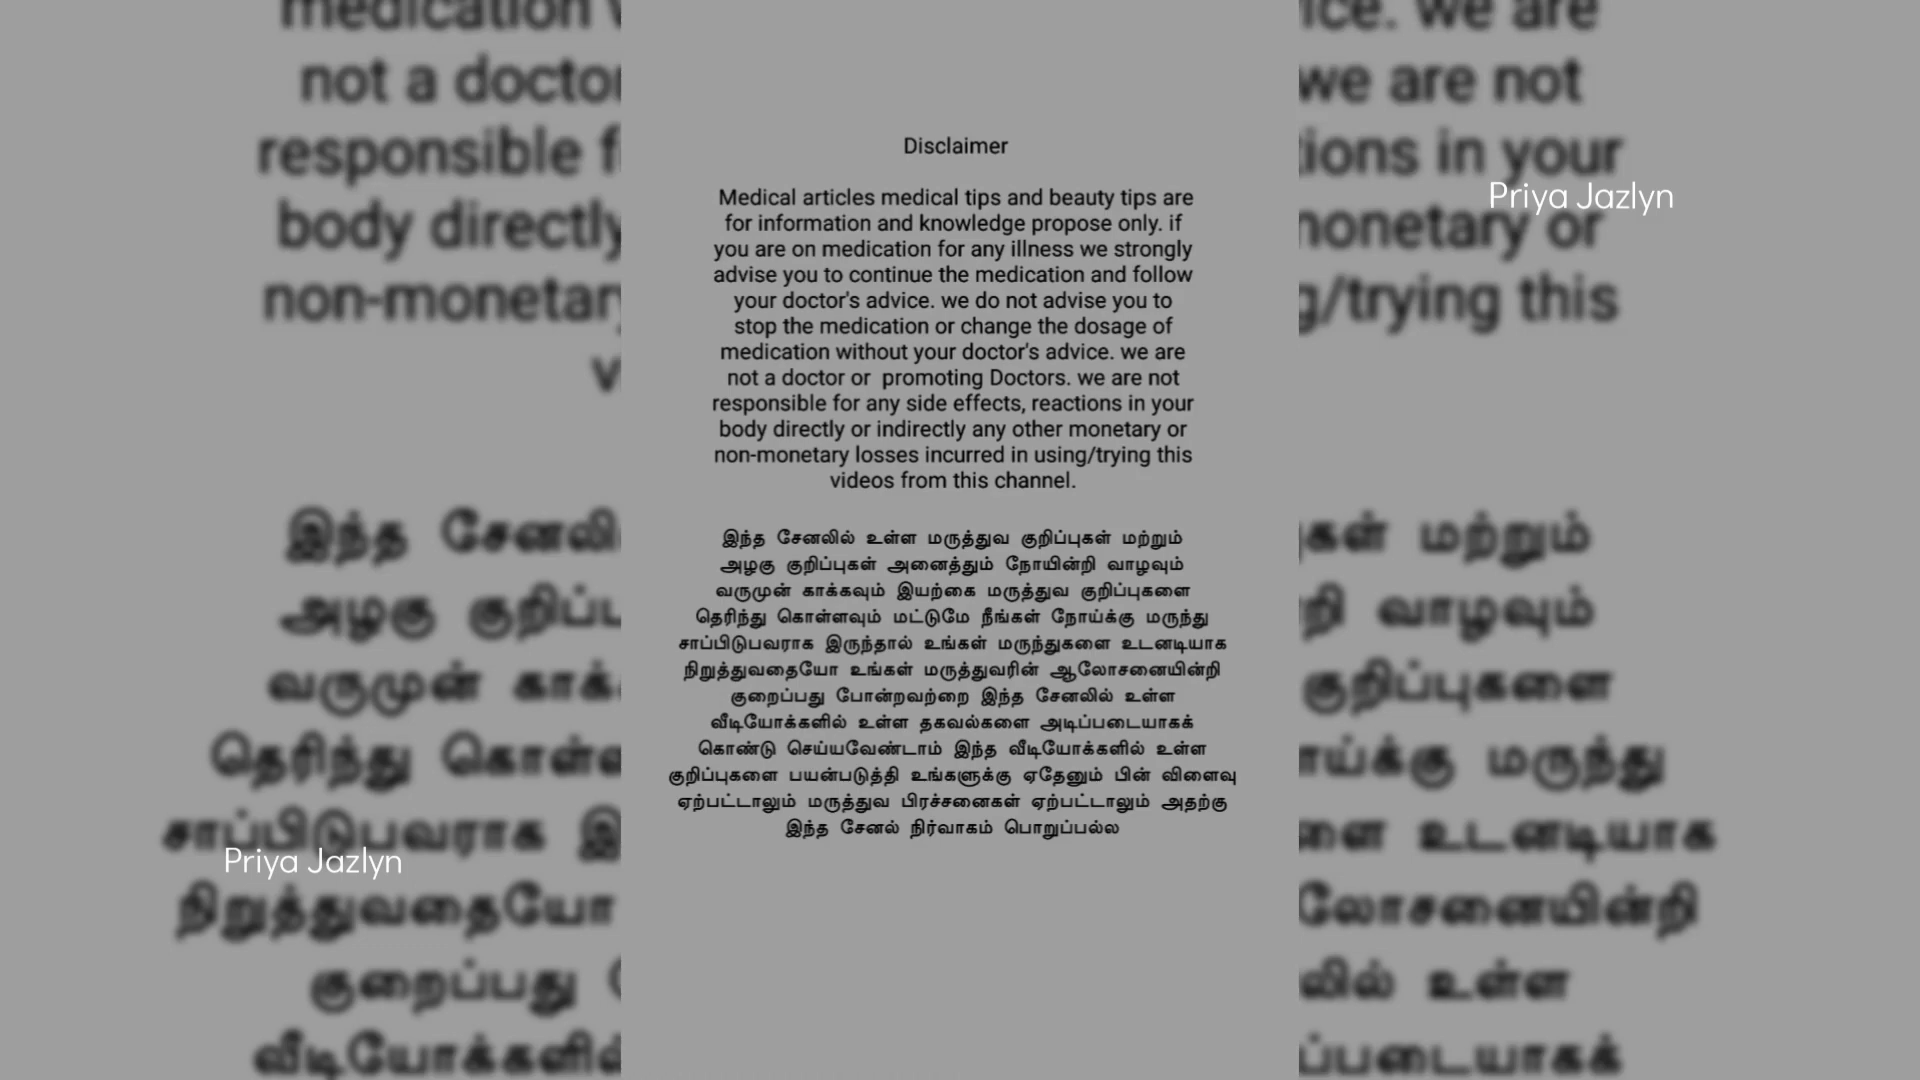 Disclaimer
Medical articles medical tips and beauty tips are
for information and knowledge propose only. if
you are on medication for any illness we strongly
advise you to continue the medication and follow
your doctor's advice. we do not advise you to
stop the medication or change the dosage of
medication without your doctor's advice. we are
not a doctor or promoting Doctors. we are not
responsible for any side effects, reactions in your
body directly or indirectly any other monetary or
non-monetary losses incurred in using/trying this
videos from this channel.
இந்த சேனலில் உள்ள மருத்துவ குறிப்புகள் மற்றும்
அழகு குறிப்புகள் அனைத்தும் நோயின்றி வாழவும்
வருமுன் காக்கவும் இயற்கை மருத்துவ குறிப்புகளை
தெரிந்து கொள்ளவும் மட்டுமே நீங்கள் நோய்க்கு மருந்து
சாப்பிடுபவராக இருந்தால் உங்கள் மருந்துகளை உடனடியாக
நிறுத்துவதையோ உங்கள் மருத்துவரின் ஆலோசனையின்றி
குறைப்பது போன்றவற்றை இந்த சேனலில் உள்ள
வீடியோக்களில் உள்ள தகவல்களை அடிப்படையாகக்
கொண்டு செய்யவேண்டாம் இந்த வீடியோக்களில் உள்ள
குறிப்புகளை பயன்படுத்தி உங்களுக்கு ஏதேனும் பின் விளைவு
ஏற்பட்டாலும் மருத்துவ பிரச்சனைகள் ஏற்பட்டாலும் அதற்கு
இந்த சேனல் நிர்வாகம் பொறுப்பல்ல
Priya Jazlyn
Priya Jazlyn